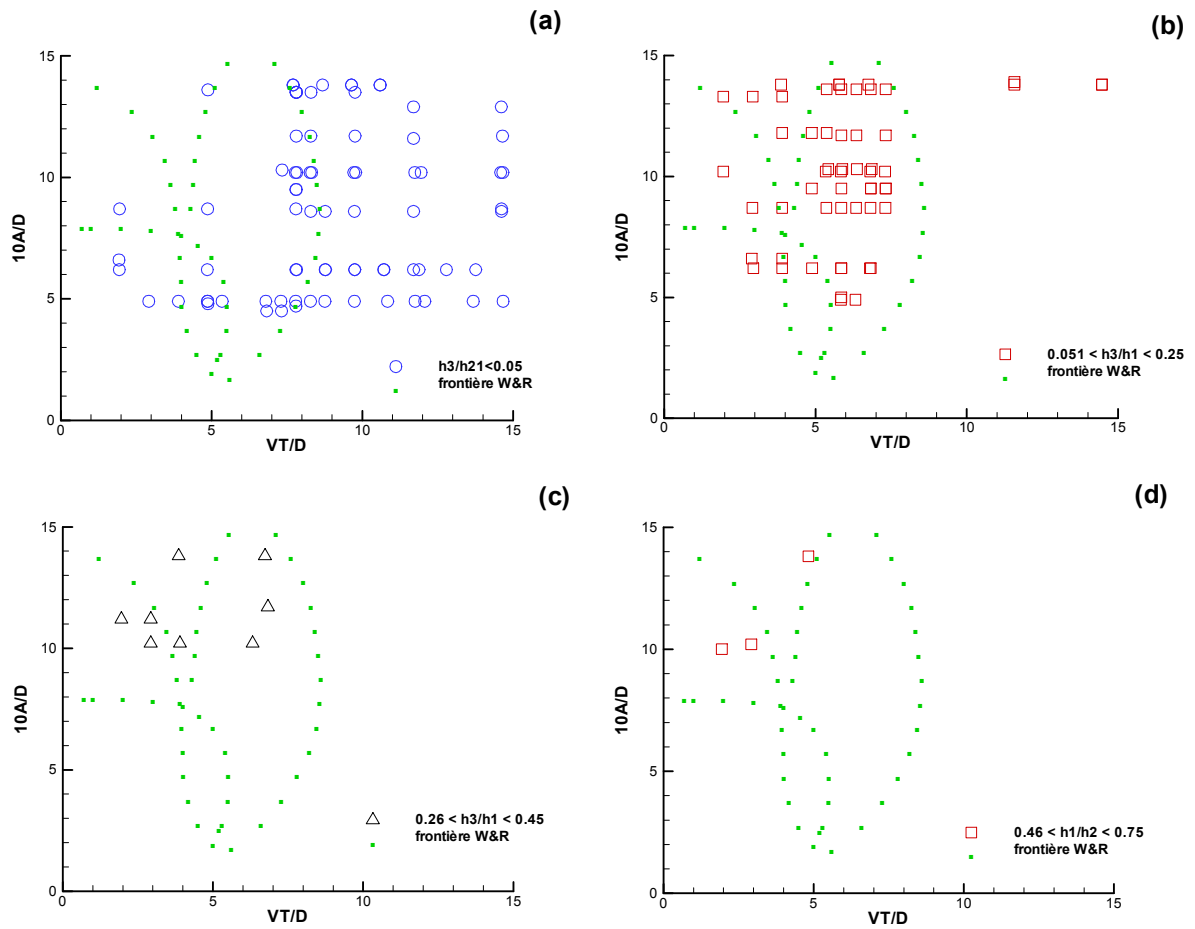 (a)
15
10
5
0
10A/D
0
5
10
15
VT/D
h3/h21<0.05
frontière W&R
(b)
15
10
5
0
10A/D
0
5
10
15
VT/D
0.051 < h3/h1 < 0.25
frontière W&R
(c)
15
10
5
0
10A/D
0
5
10
15
VT/D
0.26 < h3/h1 < 0.45
frontière W&R
(d)
15
10
5
0
10A/D
0
5
10
15
VT/D
0.46 < h1/h2 < 0.75
frontière W&R